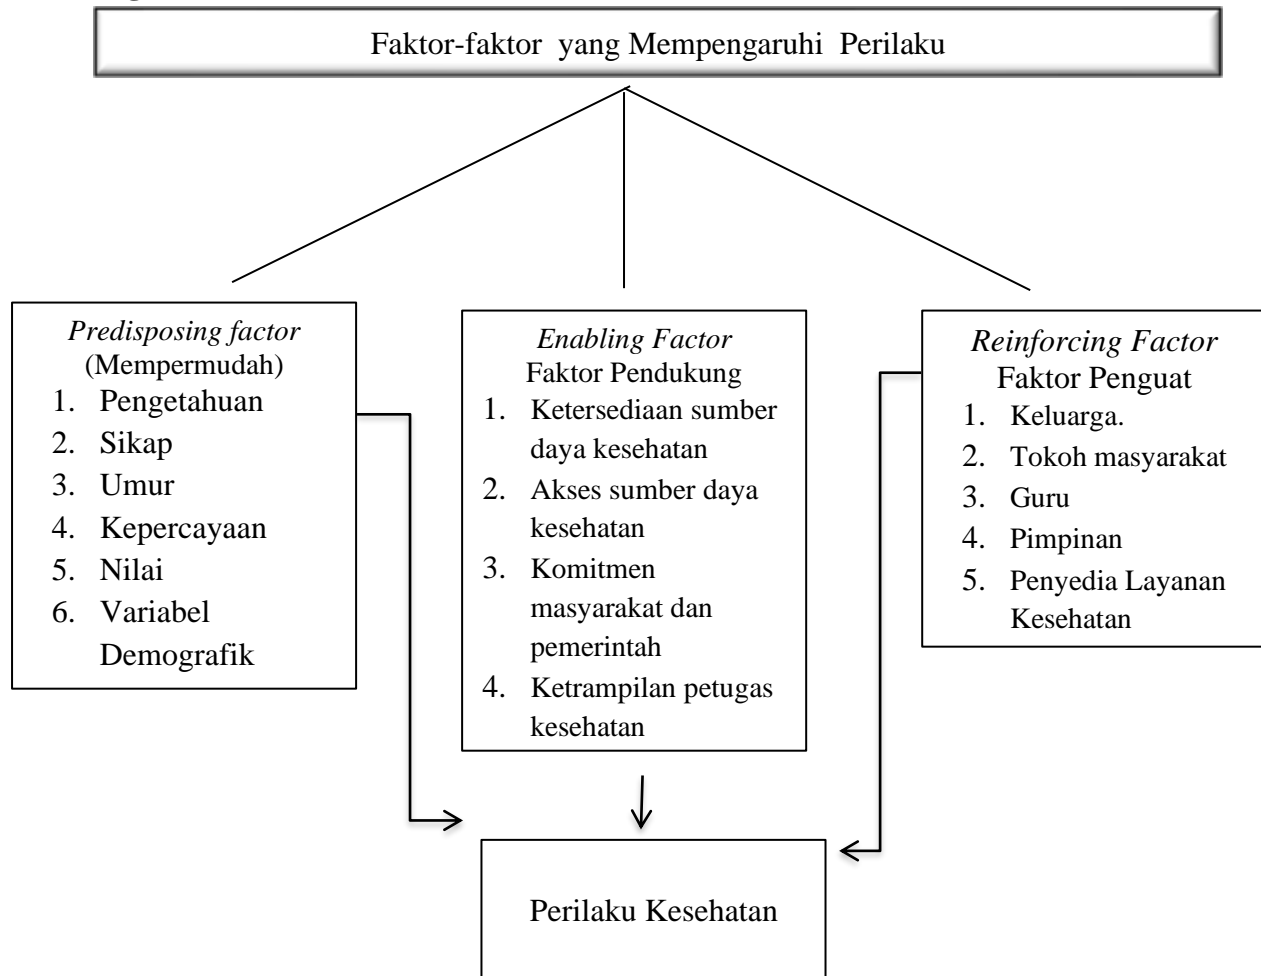 Faktor-faktor yang Mempengaruhi Perilaku
Predisposing factor
(Mempermudah)
1. Pengetahuan
2. Sikap
3. Umur
4. Kepercayaan
5. Nilai
6. Variabel
Demografik
Enabling Factor
Faktor Pendukung
1. Ketersediaan sumber
daya kesehatan
2. Akses sumber daya
kesehatan
3. Komitmen
masyarakat dan
pemerintah
4. Ketrampilan petugas
kesehatan
Reinforcing Factor
Faktor Penguat
1. Keluarga.
2. Tokoh masyarakat
3. Guru
4. Pimpinan
5. Penyedia Layanan
Kesehatan
Perilaku Kesehatan